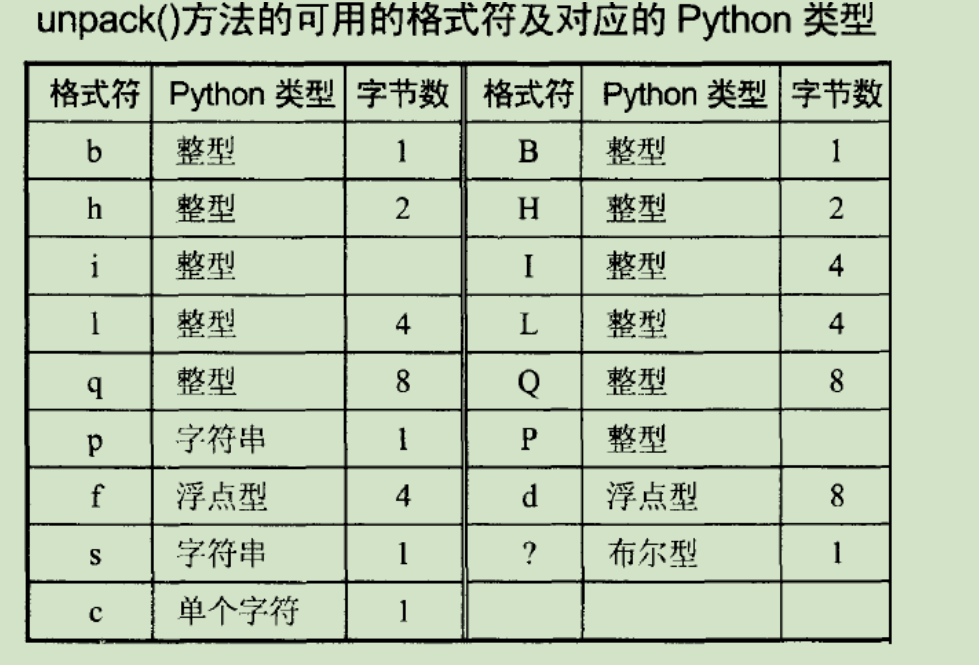 unpack()方法的可用的格式符及对应的 Python 类型
格式符 Python 类型 字节数 格式符 Python 类型 字节数
b 整型 1 B 整型 1
h 整型 2 H 整型 2
i 整型 I 整型 4
l 整型 4 L 整型 4
q 整型 8 Q 整型 8
p 字符串 1 P 整型
f 浮点型 4 d 浮点型 8
s 字符串 1 ? 布尔型 1
c 单个字符 1